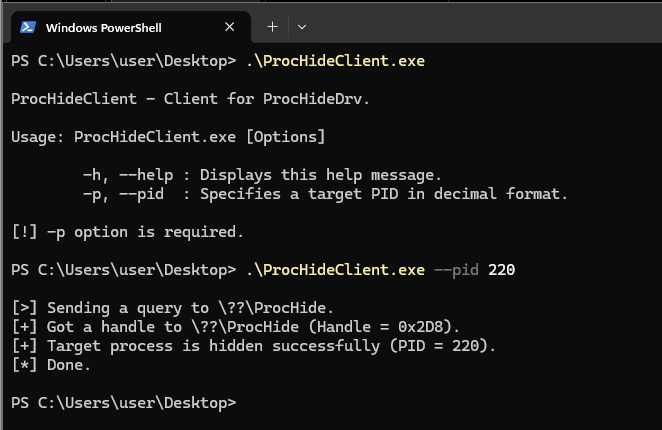 Windows PowerShell
PS C:\Users\user\Desktop> .\ProcHideClient.exe
ProcHideClient - Client for ProcHideDrv.
Usage: ProcHideClient.exe [Options]
-h, --help : Displays this help message.
-p, --pid  : Specifies a target PID in decimal format.
[!] -p option is required.
PS C:\Users\user\Desktop> .\ProcHideClient.exe --pid 220
[>] Sending a query to \??\ProcHide.
[+] Got a handle to \??\ProcHide (Handle = 0x2D8).
[+] Target process is hidden successfully (PID = 220).
[*] Done.
PS C:\Users\user\Desktop>